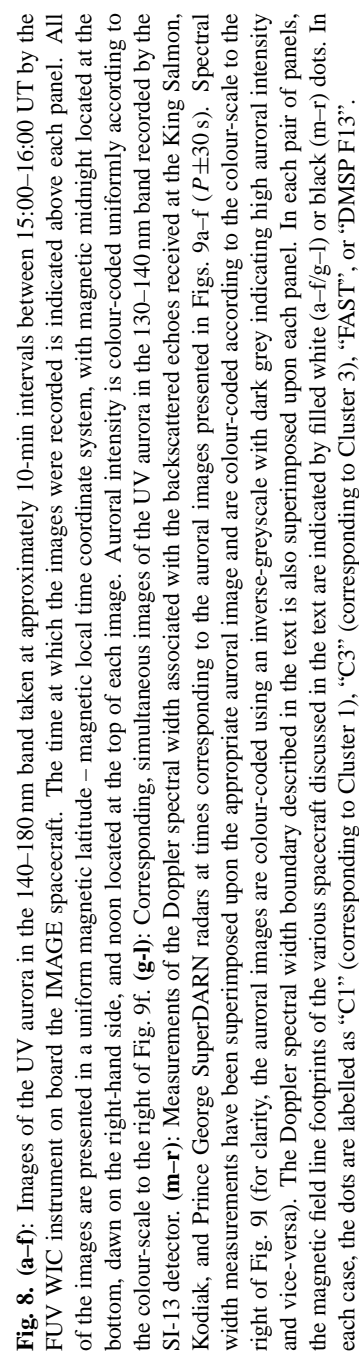 Fig. 8. (a–f): Images of the UV aurora in the 140–180 nm band taken at approximately 10-min intervals between 15:00–16:00 UT by the
FUV WIC instrument on board the IMAGE spacecraft. The time at which the images were recorded is indicated above each panel. All
of the images are presented in a uniform magnetic latitude – magnetic local time coordinate system, with magnetic midnight located at the
bottom, dawn on the right-hand side, and noon located at the top of each image. Auroral intensity is colour-coded uniformly according to
the colour-scale to the right of Fig. 9f. (g-l): Corresponding, simultaneous images of the UV aurora in the 130–140 nm band recorded by the
SI-13 detector. (m–r): Measurements of the Doppler spectral width associated with the backscattered echoes received at the King Salmon,
Kodiak, and Prince George SuperDARN radars at times corresponding to the auroral images presented in Figs. 9a–f (P±30 s). Spectral
width measurements have been superimposed upon the appropriate auroral image and are colour-coded according to the colour-scale to the
right of Fig. 9l (for clarity, the auroral images are colour-coded using an inverse-greyscale with dark grey indicating high auroral intensity
and vice-versa). The Doppler spectral width boundary described in the text is also superimposed upon each panel. In each pair of panels,
the magnetic field line footprints of the various spacecraft discussed in the text are indicated by filled white (a–f/g–l) or black (m–r) dots. In
each case, the dots are labelled as “C1” (corresponding to Cluster 1), “C3” (corresponding to Cluster 3), “FAST”, or “DMSP F13”.